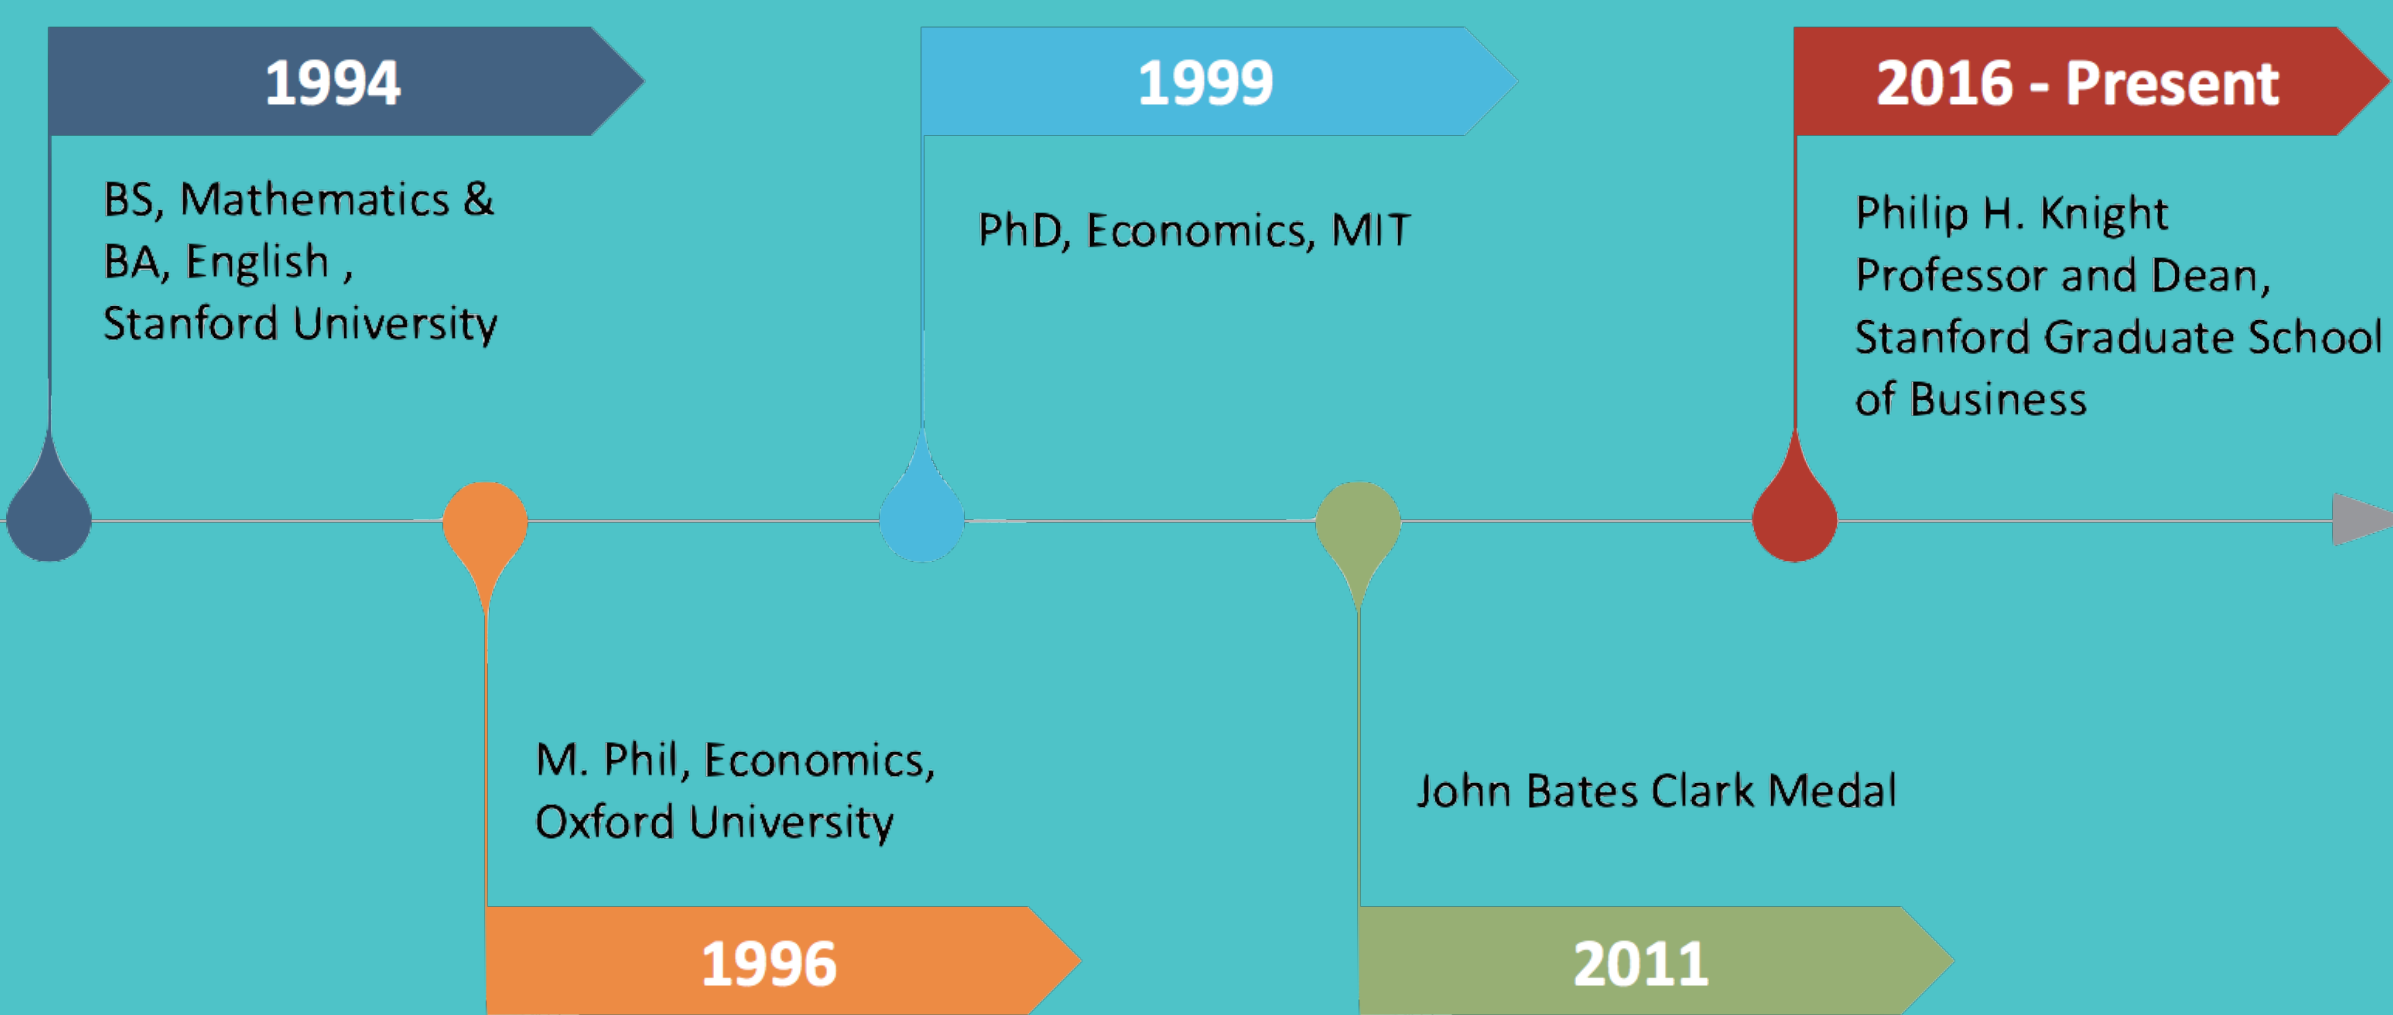 1994
BS, Mathematics &
BA, English ,
Stanford University
1996
M. Phil, Economics,
Oxford University
1999
PhD, Economics, MIT
2011
John Bates Clark Medal
2016 - Present
Philip H. Knight
Professor and Dean,
Stanford Graduate School
of Business